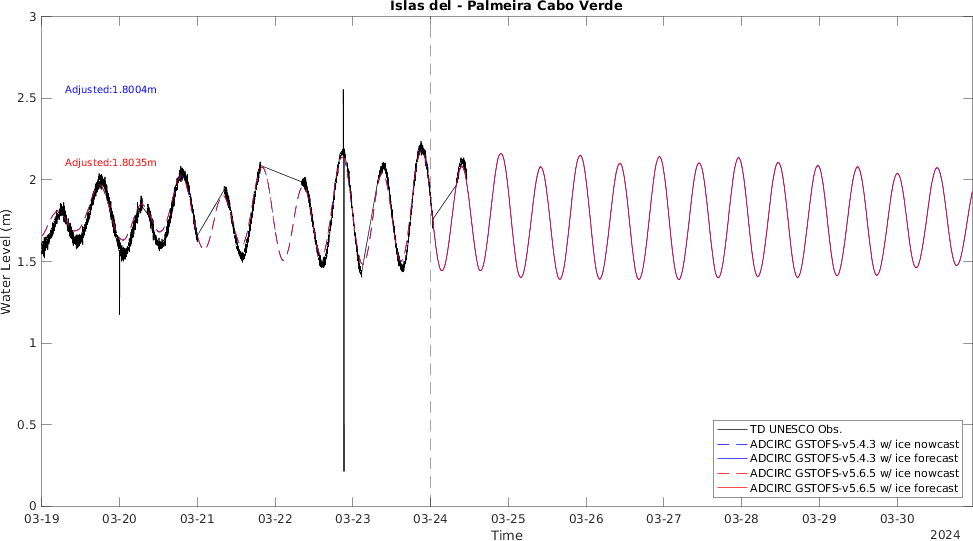 Islas del - Palmeira Cabo Verde
3
2.5
2
1.5
1
0.5
0
Water Level (m)
Adjusted:1.8004m
Adjusted:1.8035m
TD UNESCO Obs.
ADCIRC GSTOFS-v5.4.3 w/ ice nowcast
ADCIRC GSTOFS-v5.4.3 w/ ice forecast
ADCIRC GSTOFS-v5.6.5 w/ ice nowcast
ADCIRC GSTOFS-v5.6.5 w/ ice forecast
03-19 03-20 03-21 03-22 03-23 03-24 03-25 03-26 03-27 03-28 03-29 03-30
Time
2024